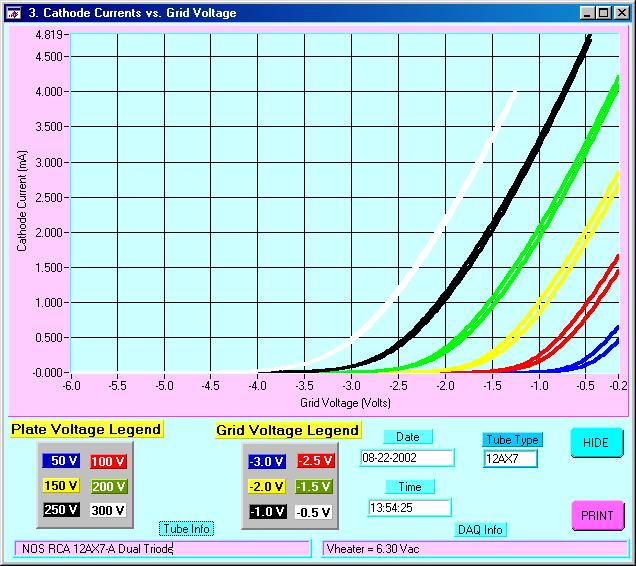 3. Cathode Currents vs. Grid Voltage
4.819
4.500
4.000
3.500
3.000
2.500
2.000
1.500
1.000
0.500
-0.000
Cathode Current (mA)
-6.0 -5.5 -5.0 -4.5 -4.0 -3.5 -3.0 -2.5 -2.0 -1.5 -1.0 -0.5 -0.2
Grid Voltage (Volts)
Plate Voltage Legend
50 V 100 V
150 V 200 V
250 V 300 V
Grid Voltage Legend
-3.0 V -2.5 V
-2.0 V -1.5 V
-1.0 V -0.5 V
Date
08-22-2002
Time
13:54:25
Tube Type
12AX7
HIDE
PRINT
Tube Info
NOS RCA 12AX7-A Dual Triode
DAQ Info
Vheater = 6.30 Vac